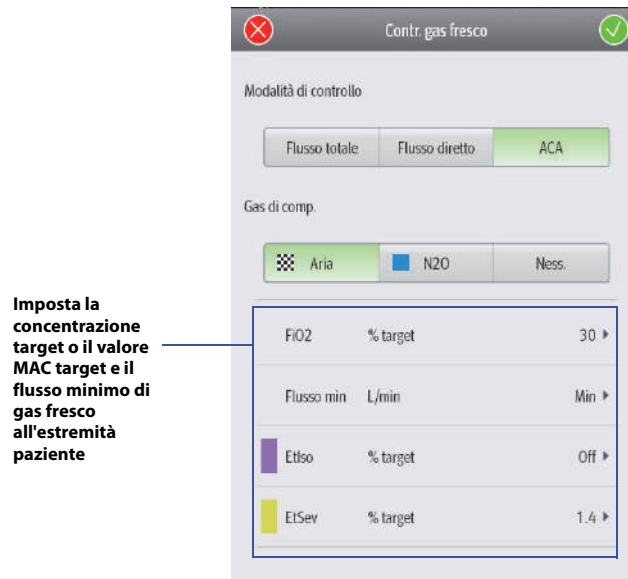 Contr. gas fresco
Modalità di controllo
Flusso totale Flusso diretto ACA
Gas di comp.
Aria N2O Ness.
Imposta la
concentrazione
target o il valore
MAC target e il
flusso minimo di
gas fresco
all'estremità
paziente
FiO2 % target 30
Flusso min L/min Min
EtIso % target Off
EtSev % target 1.4